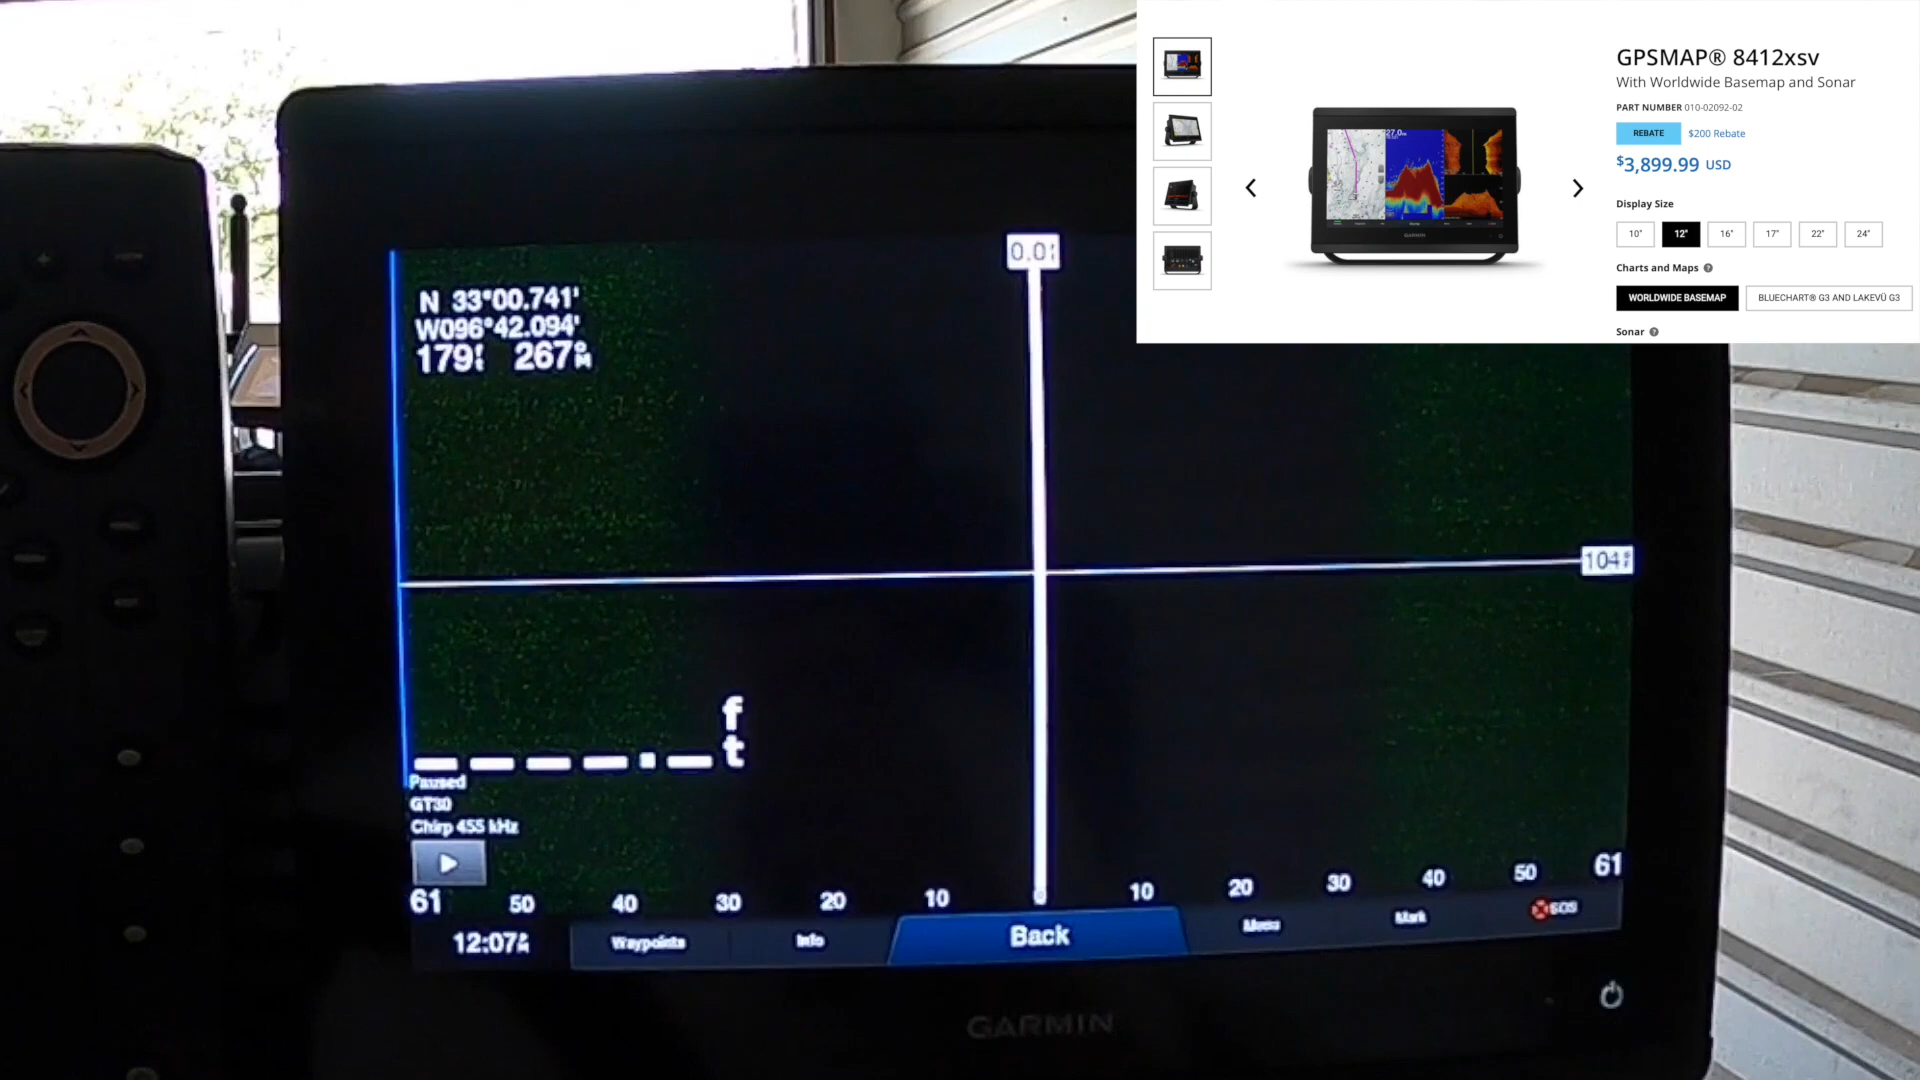 GPSMAP® 8412xsv
With Worldwide Basemap and Sonar
PART NUMBER 010-02092-02
REBATE $200 Rebate
$3,899.99 USD
Display Size
10" 12" 16" 17" 22" 24"
Charts and Maps ?
WORLDWIDE BASEMAP BLUECHART® G3 AND LAKEVÜ G3
Sonar ?
GARMIN
0.0
N 33°00.741'
W096°42.094'
179 267°M
104
ft
Paused
GT30
Chirp 455 kHz
61 50 40 30 20 10 0 10 20 30 40 50 61
12:07 Waypoints Info Back Menu Mark SOS
GARMIN